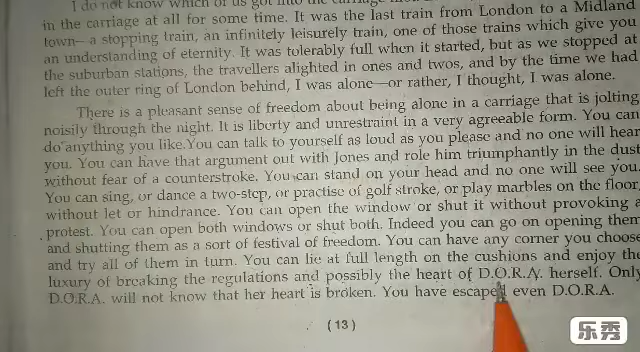 I do not know which of us got into the carriage
in the carriage at all for some time. It was the last train from London to a Midland
town—a stopping train, an infinitely leisurely train, one of those trains which give you
an understanding of eternity. It was tolerably full when it started, but as we stopped at
the suburban stations, the travellers alighted in ones and twos, and by the time we had
left the outer ring of London behind, I was alone—or rather, I thought, I was alone.
There is a pleasant sense of freedom about being alone in a carriage that is jolting
noisily through the night. It is liberty and unrestraint in a very agreeable form. You can
do anything you like.You can talk to yourself as loud as you please and no one will hear
you. You can have that argument out with Jones and role him triumphantly in the dust
without fear of a counterstroke. You can stand on your head and no one will see you.
You can sing, or dance a two-step, or practise of golf stroke, or play marbles on the floor
without let or hindrance. You can open the window or shut it without provoking a
protest. You can open both windows or shut both. Indeed you can go on opening them
and shutting them as a sort of festival of freedom. You can have any corner you choose
and try all of them in turn. You can lie at full length on the cushions and enjoy the
luxury of breaking the regulations and possibly the heart of D.O.R.A. herself. Only
D.O.R.A. will not know that her heart is broken. You have escaped even D.O.R.A.
( 13 )
乐秀